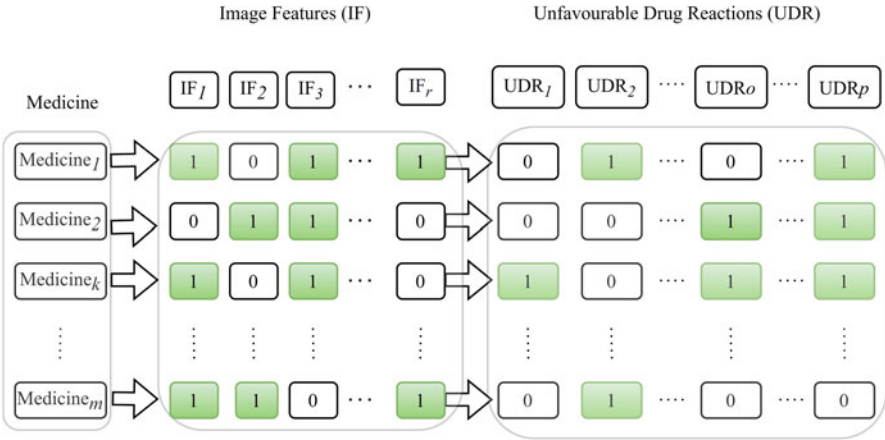 Image Features (IF) Unfavourable Drug Reactions (UDR)
Medicine IF1 IF2 IF3 ··· IFr UDR1 UDR2 ···· UDRo ···· UDRp
Medicine1 1 0 1 ··· 1 0 1 ···· 0 ···· 1
Medicine2 0 1 1 ··· 0 0 0 ···· 1 ···· 1
Medicinek 1 0 1 ··· 0 1 0 ···· 1 ···· 1
Medicinem 1 1 0 ··· 1 0 1 ···· 0 ···· 0